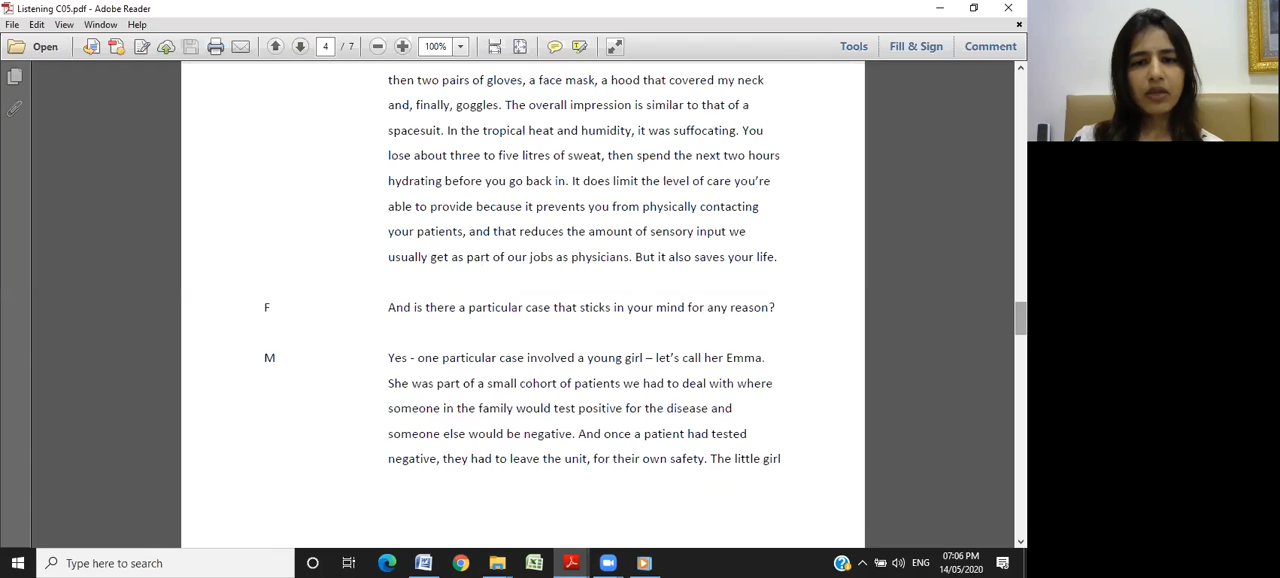 Listening C05.pdf - Adobe Reader
File Edit View Window Help
Open 4 / 7 100% Tools Fill & Sign Comment
then two pairs of gloves, a face mask, a hood that covered my neck
and, finally, goggles. The overall impression is similar to that of a
spacesuit. In the tropical heat and humidity, it was suffocating. You
lose about three to five litres of sweat, then spend the next two hours
hydrating before you go back in. It does limit the level of care you’re
able to provide because it prevents you from physically contacting
your patients, and that reduces the amount of sensory input we
usually get as part of our jobs as physicians. But it also saves your life.
F And is there a particular case that sticks in your mind for any reason?
M Yes - one particular case involved a young girl – let’s call her Emma.
She was part of a small cohort of patients we had to deal with where
someone in the family would test positive for the disease and
someone else would be negative. And once a patient had tested
negative, they had to leave the unit, for their own safety. The little girl
Type here to search ENG 07:06 PM
14/05/2020